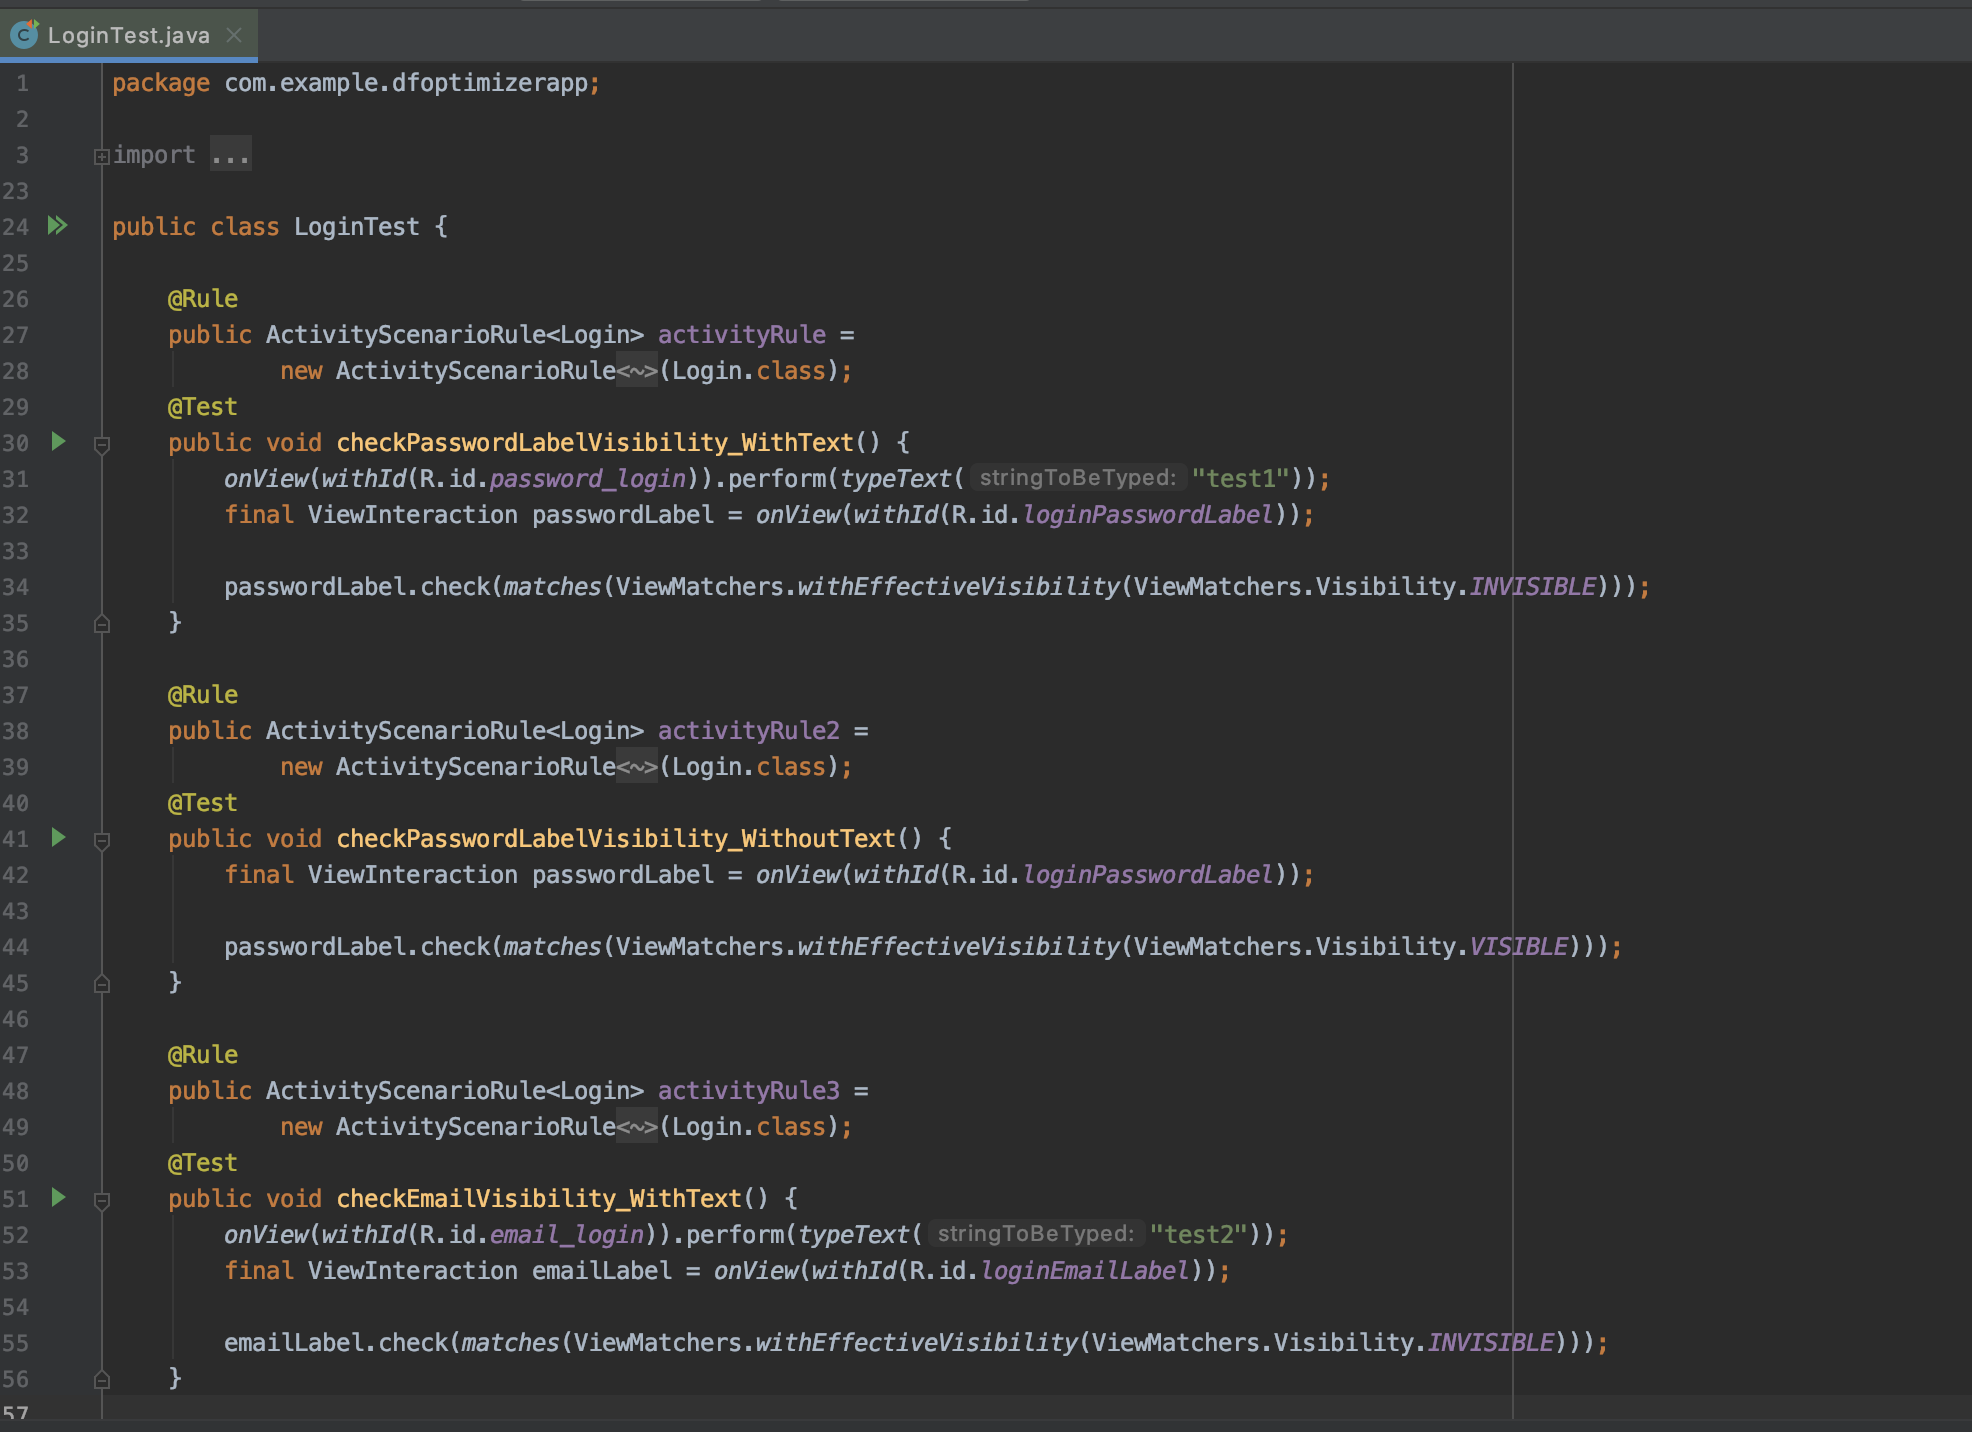 LoginTest.java
1 package com.example.dfoptimizerapp;
2
3 import ...
23
24 public class LoginTest {
25
26 @Rule
27 public ActivityScenarioRule<Login> activityRule =
28 new ActivityScenarioRule<~>(Login.class);
29 @Test
30 public void checkPasswordLabelVisibility_WithText() {
31 onView(withId(R.id.password_login)).perform(typeText( stringToBeTyped: "test1"));
32 final ViewInteraction passwordLabel = onView(withId(R.id.loginPasswordLabel));
33
34 passwordLabel.check(matches(ViewMatchers.withEffectiveVisibility(ViewMatchers.Visibility.INVISIBLE)));
35 }
36
37 @Rule
38 public ActivityScenarioRule<Login> activityRule2 =
39 new ActivityScenarioRule<~>(Login.class);
40 @Test
41 public void checkPasswordLabelVisibility_WithoutText() {
42 final ViewInteraction passwordLabel = onView(withId(R.id.loginPasswordLabel));
43
44 passwordLabel.check(matches(ViewMatchers.withEffectiveVisibility(ViewMatchers.Visibility.VISIBLE)));
45 }
46
47 @Rule
48 public ActivityScenarioRule<Login> activityRule3 =
49 new ActivityScenarioRule<~>(Login.class);
50 @Test
51 public void checkEmailVisibility_WithText() {
52 onView(withId(R.id.email_login)).perform(typeText( stringToBeTyped: "test2"));
53 final ViewInteraction emailLabel = onView(withId(R.id.loginEmailLabel));
54
55 emailLabel.check(matches(ViewMatchers.withEffectiveVisibility(ViewMatchers.Visibility.INVISIBLE)));
56 }
57